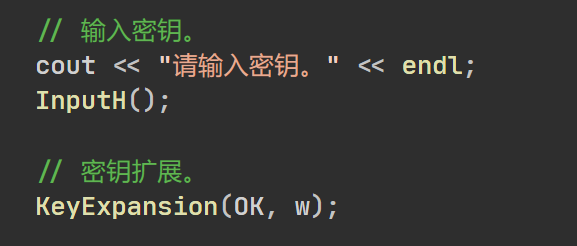 // 输入密钥。
cout << "请输入密钥。" << endl;
InputH();
// 密钥扩展。
KeyExpansion(OK, w);